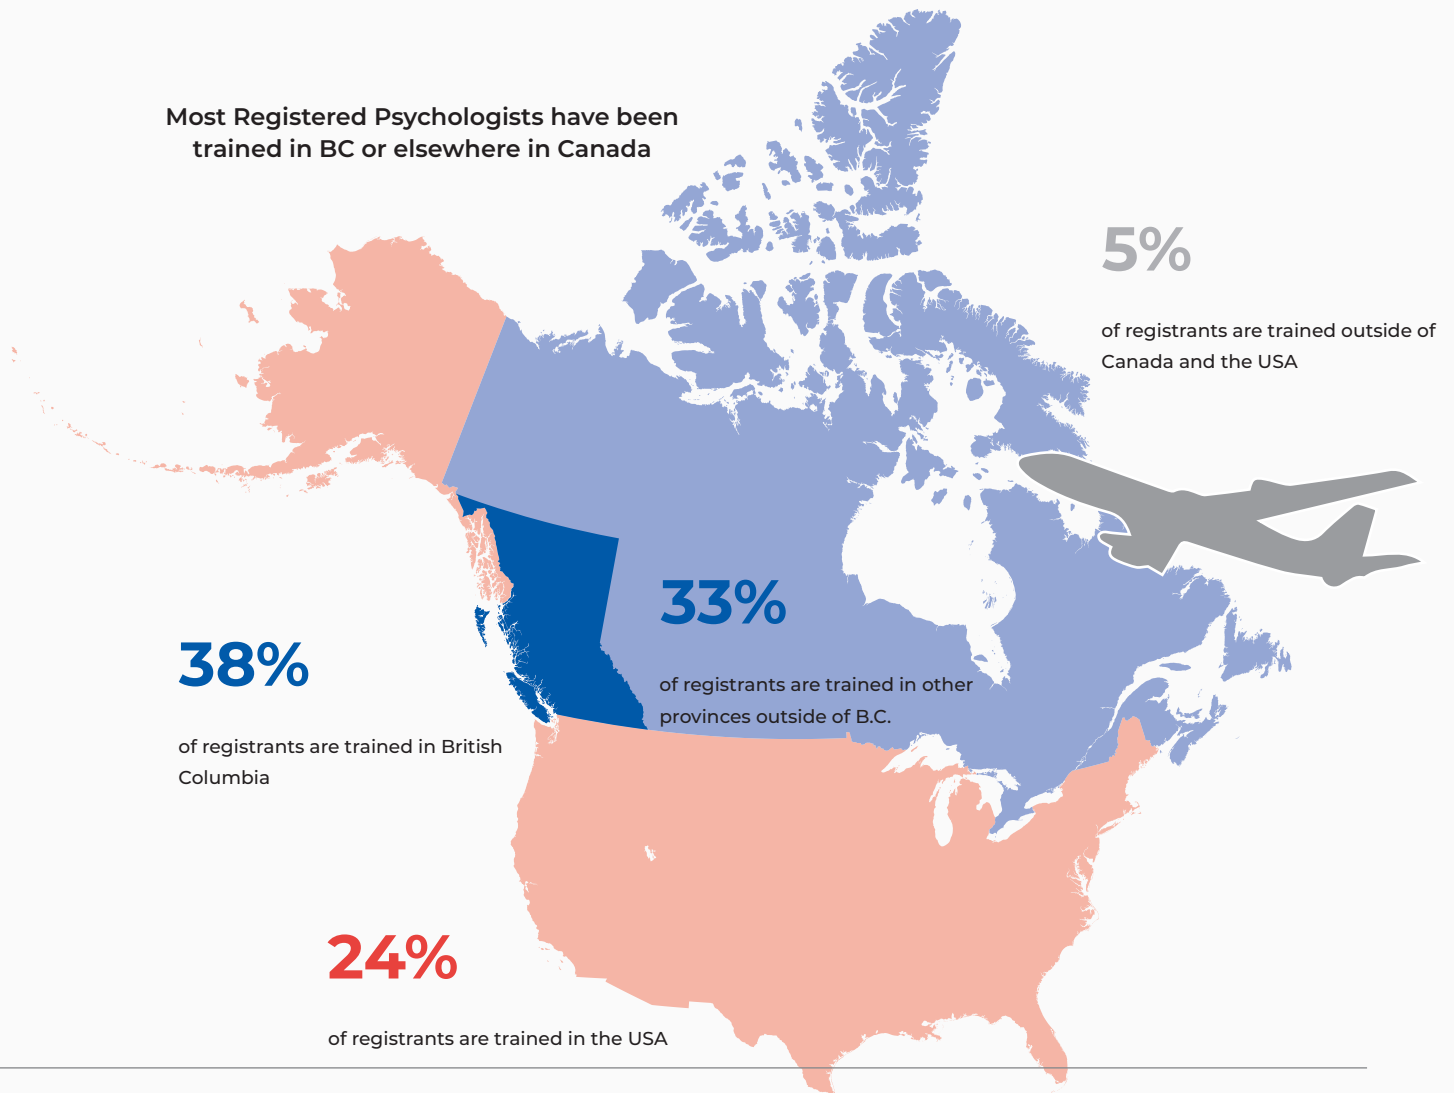 Most Registered Psychologists have been
trained in BC or elsewhere in Canada
5%
of registrants are trained outside of
Canada and the USA
33%
of registrants are trained in other
provinces outside of B.C.
38%
of registrants are trained in British
Columbia
24%
of registrants are trained in the USA